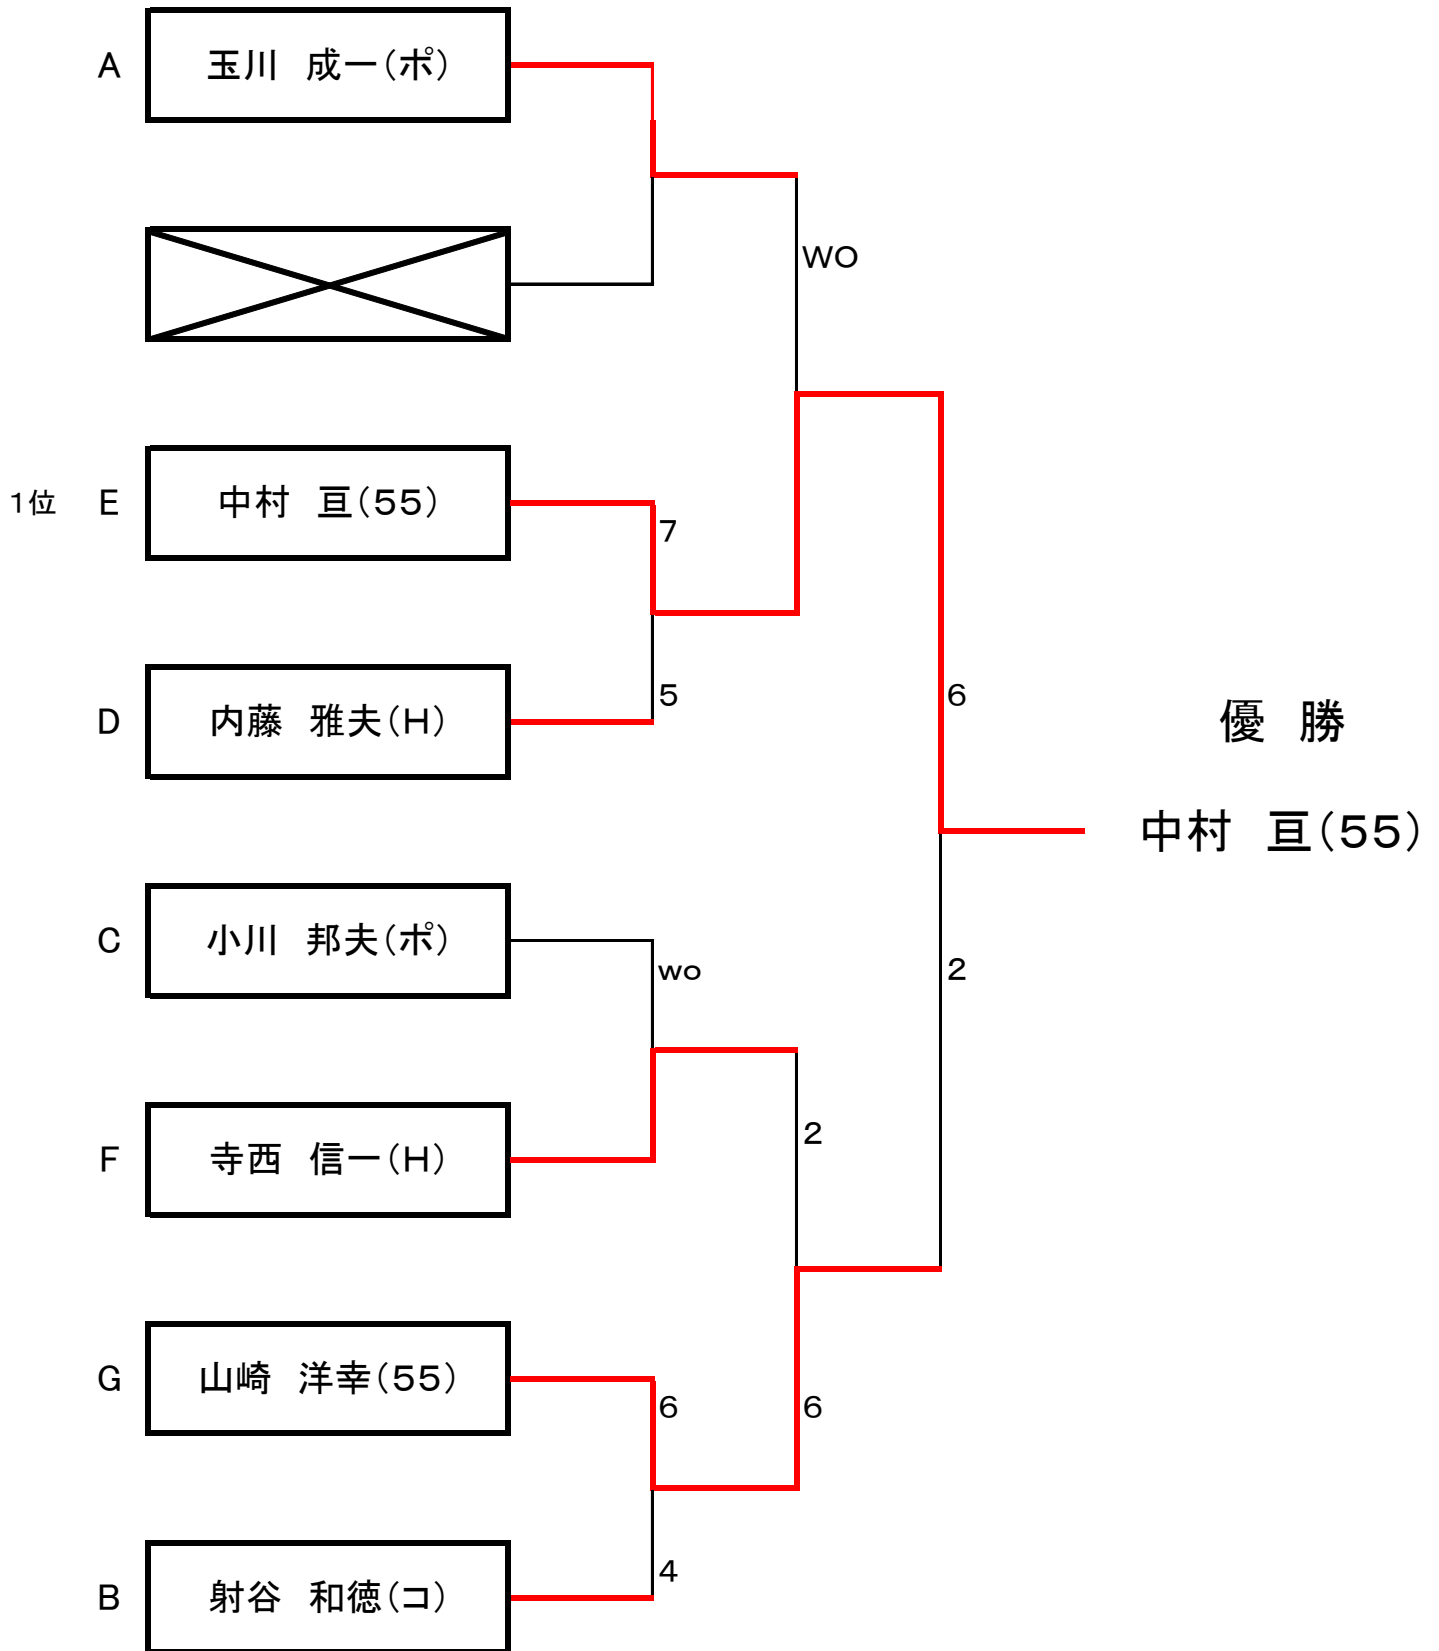 A 玉川　成一（ポ）
WO
1位 E 中村　亘（55）
7
D 内藤　雅夫（H）
5
6
優　勝
中村　亘（55）
C 小川　邦夫（ポ）
wo
2
F 寺西　信一（H）
2
G 山崎　洋幸（55）
6
6
B 射谷　和徳（コ）
4